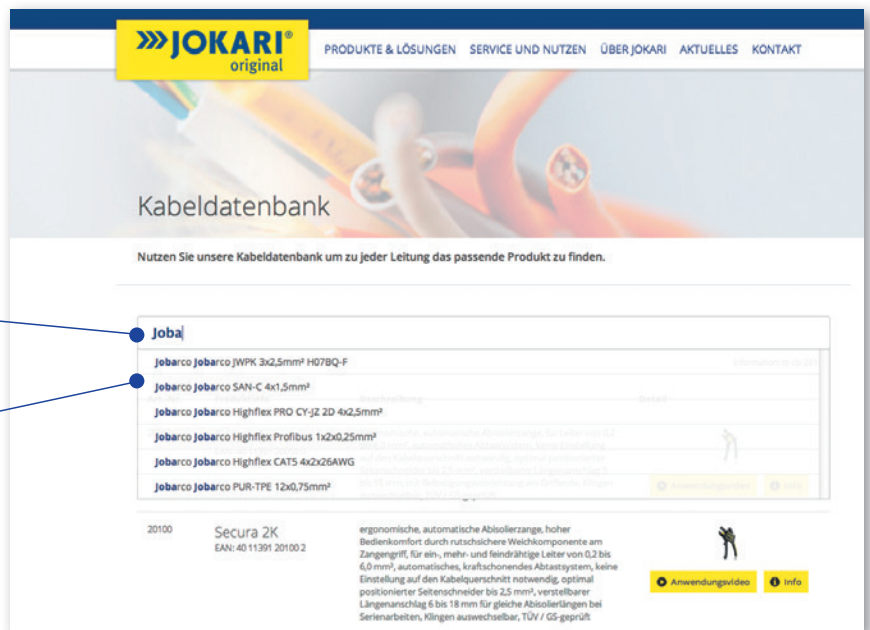 »»JOKARI®
original
PRODUKTE & LÖSUNGEN SERVICE UND NUTZEN ÜBER JOKARI AKTUELLES KONTAKT
Kabeldatenbank
Nutzen Sie unsere Kabeldatenbank um zu jeder Leitung das passende Produkt zu finden.
Joba
Jobarco Jobarco JWPK 3x2,5mm² H07BQ-F
Jobarco Jobarco SAN-C 4x1,5mm²
Jobarco Jobarco Highflex PRO CY-JZ 2D 4x2,5mm²
Jobarco Jobarco Highflex Profibus 1x2x0,25mm²
Jobarco Jobarco Highflex CAT5 4x2x26AWG
Jobarco Jobarco PUR-TPE 12x0,75mm²
Anwendungsvideo Info
20100
Secura 2K
EAN: 40 11391 20100 2
ergonomische, automatische Abisolierzange, hoher
Bedienkomfort durch rutschsichere Weichkomponente am
Zangengriff, für ein-, mehr- und feindrähtige Leiter von 0,2 bis
6,0 mm², automatisches, kraftschonendes Abtastsystem, keine
Einstellung auf den Kabelquerschnitt notwendig, optimal
positionierter Seitenschneider bis 2,5 mm², verstellbarer
Längenanschlag 6 bis 18 mm für gleiche Abisolierlängen bei
Serienarbeiten, Klingen auswechselbar, TÜV / GS-geprüft
Anwendungsvideo Info